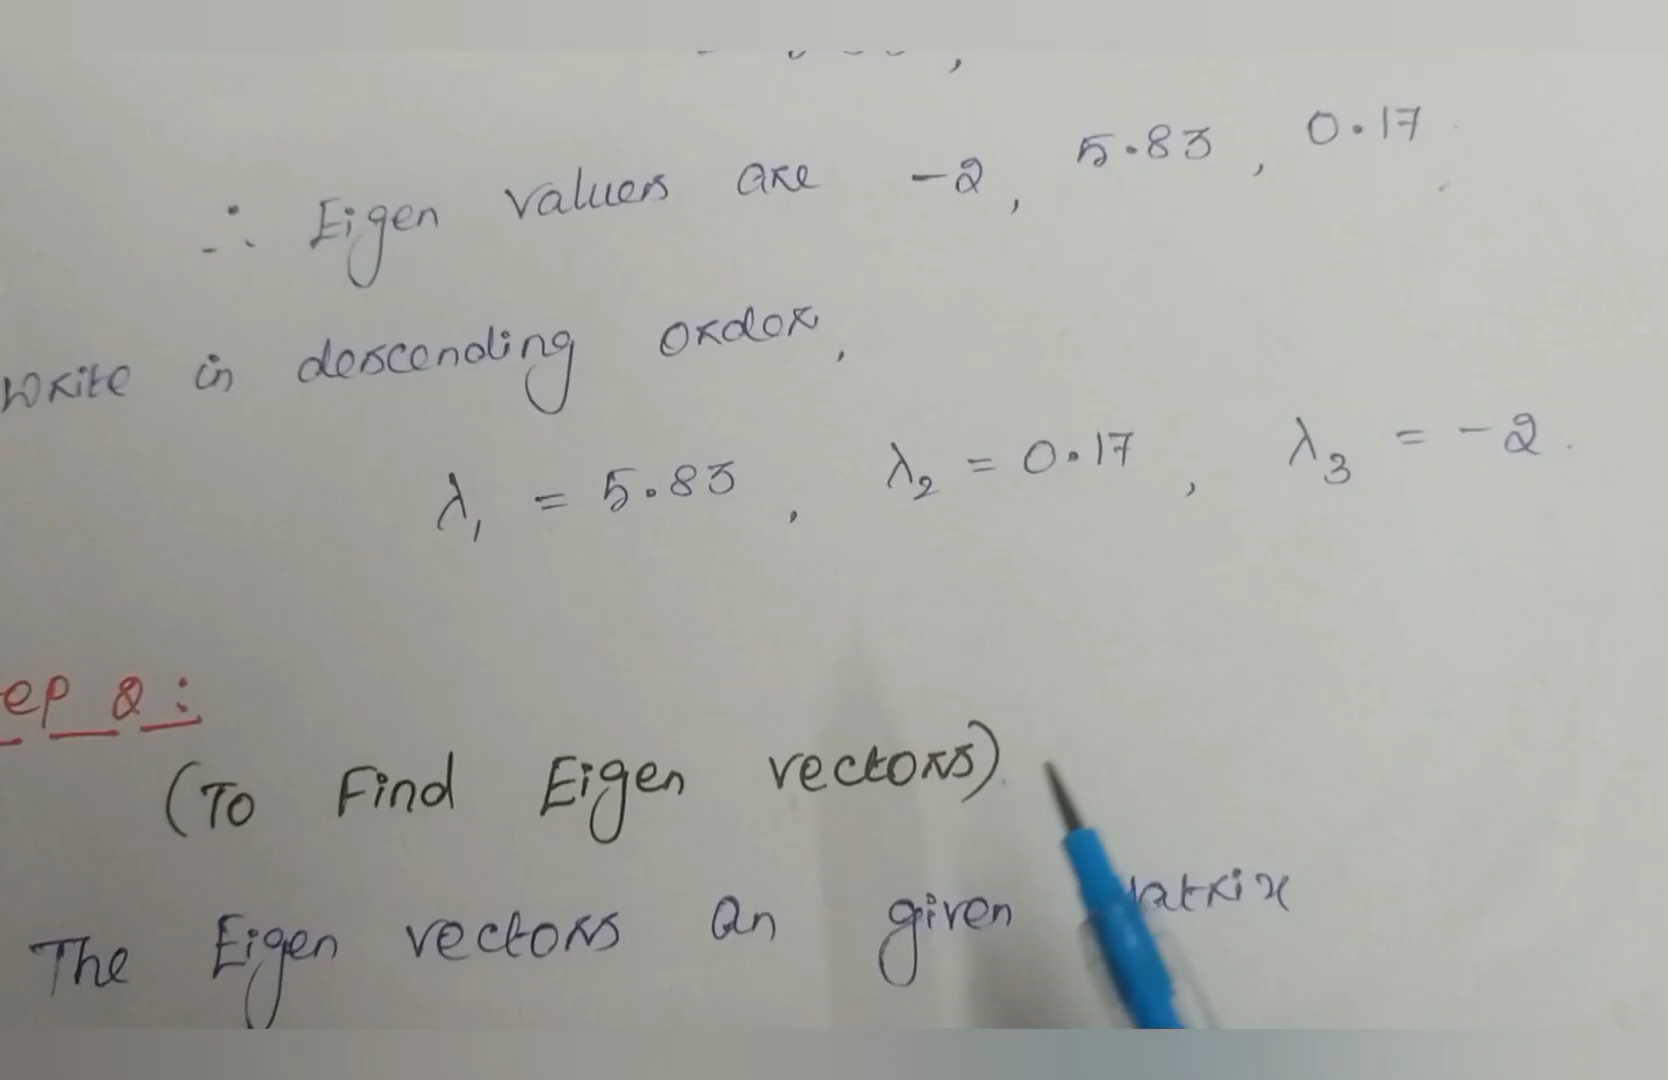 ∴ Eigen values are -2, 5.83, 0.17
Write in descending order,
λ₁ = 5.83, λ₂ = 0.17, λ₃ = -2.
ep 2:
(To Find Eigen vectors)
The Eigen vectors an given